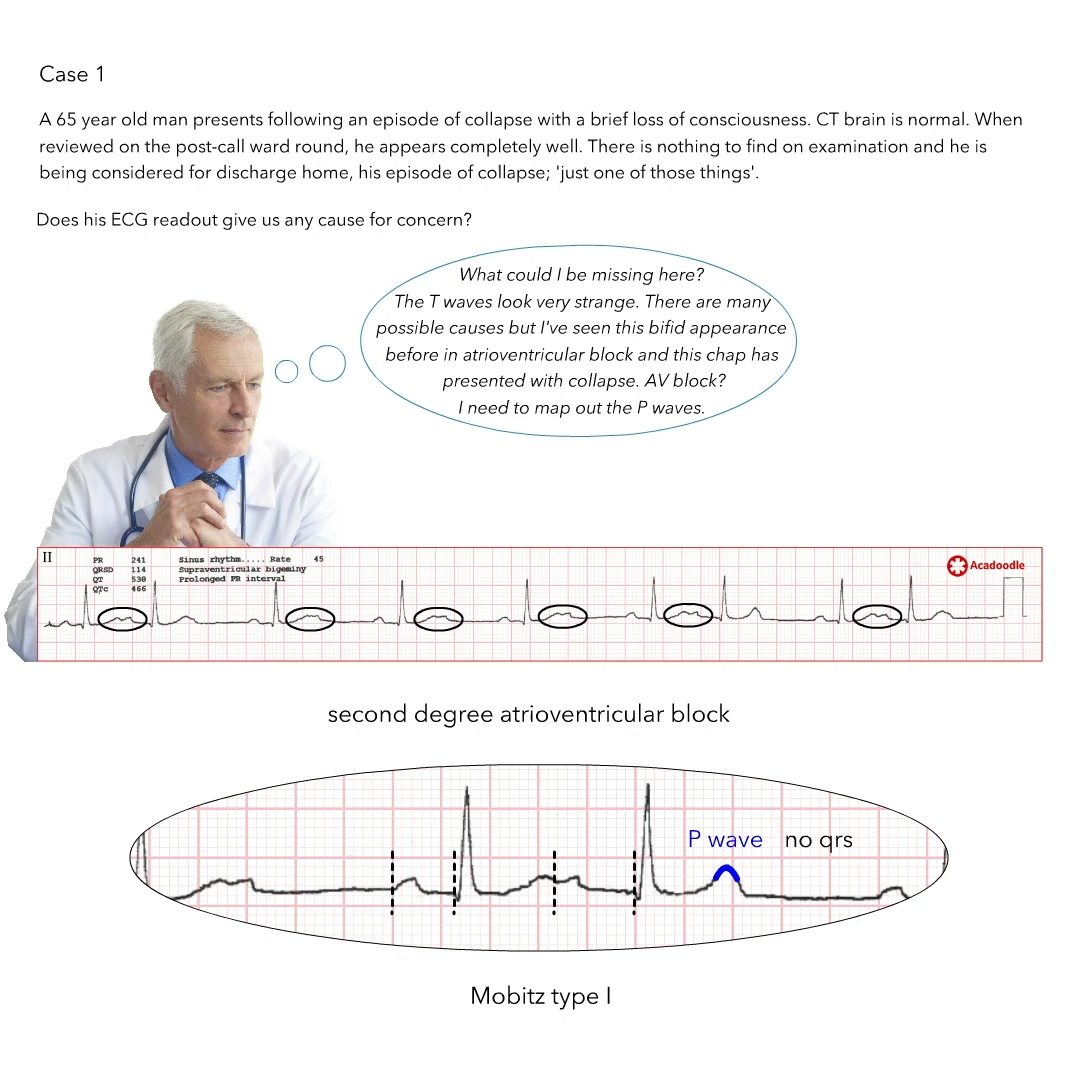 Case 1
A 65 year old man presents following an episode of collapse with a brief loss of consciousness. CT brain is normal. When
reviewed on the post-call ward round, he appears completely well. There is nothing to find on examination and he is
being considered for discharge home, his episode of collapse; 'just one of those things'.
Does his ECG readout give us any cause for concern?
What could I be missing here?
The T waves look very strange. There are many
possible causes but I've seen this bifid appearance
before in atrioventricular block and this chap has
presented with collapse. AV block?
I need to map out the P waves.
II
PR 241 Sinus rhythm..... Rate 45
QRSD 114 Supraventricular bigeminy
QT 538 Prolonged PR interval
QTc 466
Acadoodle
second degree atrioventricular block
P wave no qrs
Mobitz type I